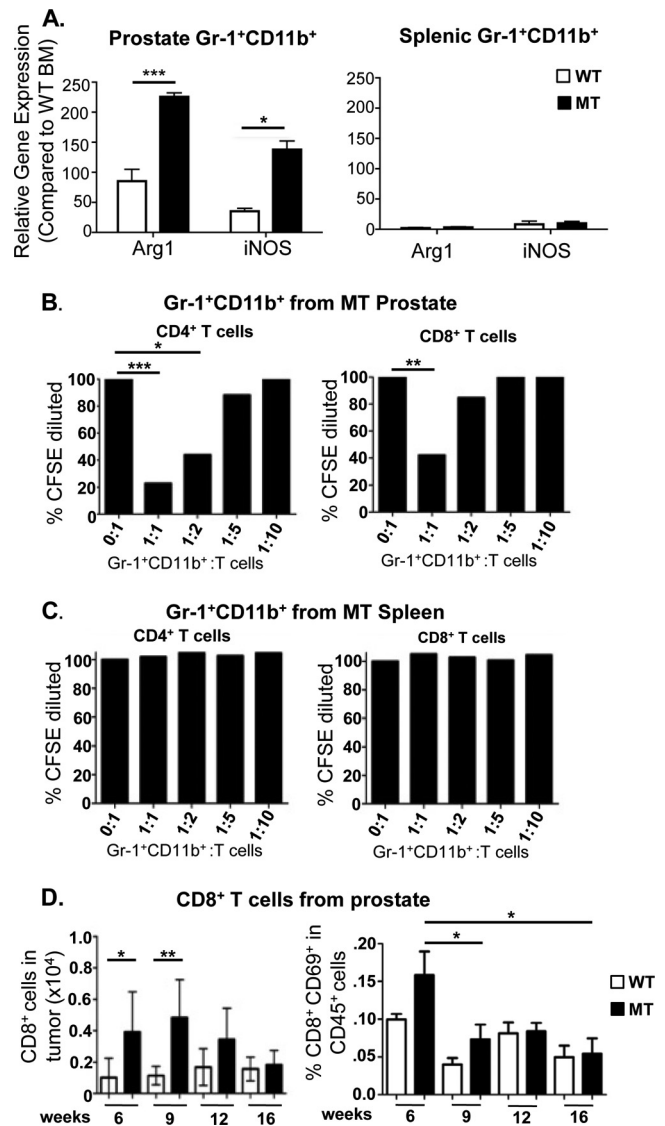 A.
Prostate Gr-1⁺CD11b⁺
Splenic Gr-1⁺CD11b⁺
Relative Gene Expression
(Compared to WT BM)
250
200
150
100
50
0
***
*
Arg1
iNOS
250
200
150
100
50
0
WT
MT
Arg1
iNOS
B.
Gr-1⁺CD11b⁺ from MT Prostate
CD4⁺ T cells
% CFSE diluted
100
80
60
40
20
0
*
***
0:1
1:1
1:2
1:5
1:10
Gr-1⁺CD11b⁺ :T cells
CD8⁺ T cells
% CFSE diluted
100
80
60
40
20
0
**
0:1
1:1
1:2
1:5
1:10
Gr-1⁺CD11b⁺ :T cells
C.
Gr-1⁺CD11b⁺ from MT Spleen
CD4⁺ T cells
% CFSE diluted
100
80
60
40
20
0
0:1
1:1
1:2
1:5
1:10
Gr-1⁺CD11b⁺ :T cells
CD8⁺ T cells
% CFSE diluted
100
80
60
40
20
0
0:1
1:1
1:2
1:5
1:10
Gr-1⁺CD11b⁺ :T cells
D.
CD8⁺ T cells from prostate
CD8⁺ cells in
tumor (x10⁴)
1.0
0.8
0.6
0.4
0.2
0
*
**
weeks 6 9 12 16
% CD8⁺ CD69⁺ in
CD45⁺ cells
.20
.15
.10
.05
0.0
*
*
WT
MT
weeks 6 9 12 16